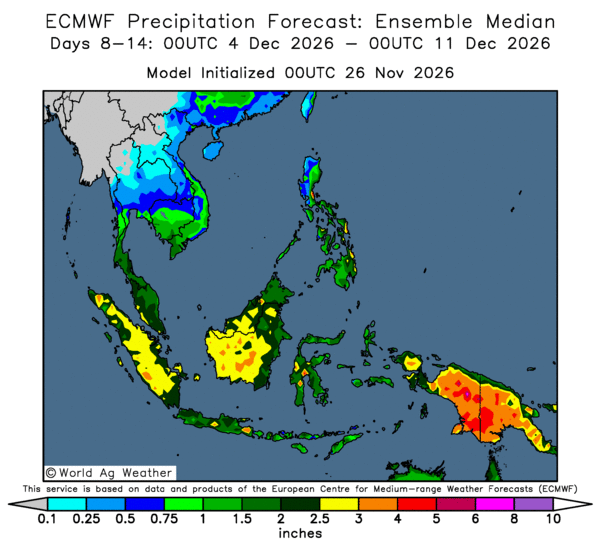 ECMWF Precipitation Forecast: Ensemble Median
Days 8–14: 00UTC 4 Dec 2026 – 00UTC 11 Dec 2026
Model Initialized 00UTC 26 Nov 2026
© World Ag Weather
This service is based on data and products of the European Centre for Medium-range Weather Forecasts (ECMWF)
0.1 0.25 0.5 0.75 1 1.5 2 2.5 3 4 5 6 8 10
inches